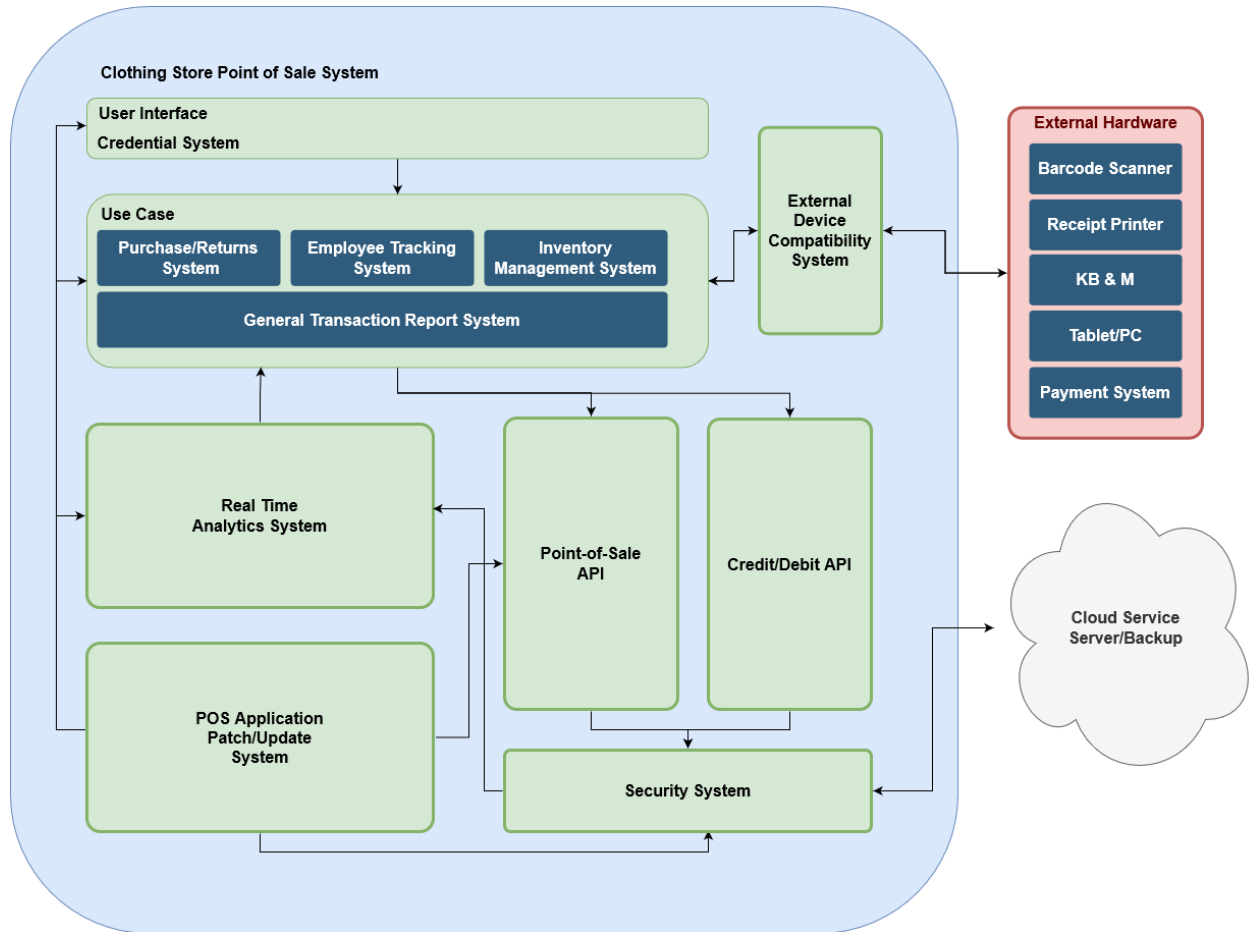 Clothing Store Point of Sale System
User Interface
Credential System
Use Case
Purchase/Returns
System
Employee Tracking
System
Inventory
Management System
General Transaction Report System
External
Device
Compatibility
System
External Hardware
Barcode Scanner
Receipt Printer
KB & M
Tablet/PC
Payment System
Real Time
Analytics System
Point-of-Sale
API
Credit/Debit API
Cloud Service
Server/Backup
POS Application
Patch/Update
System
Security System